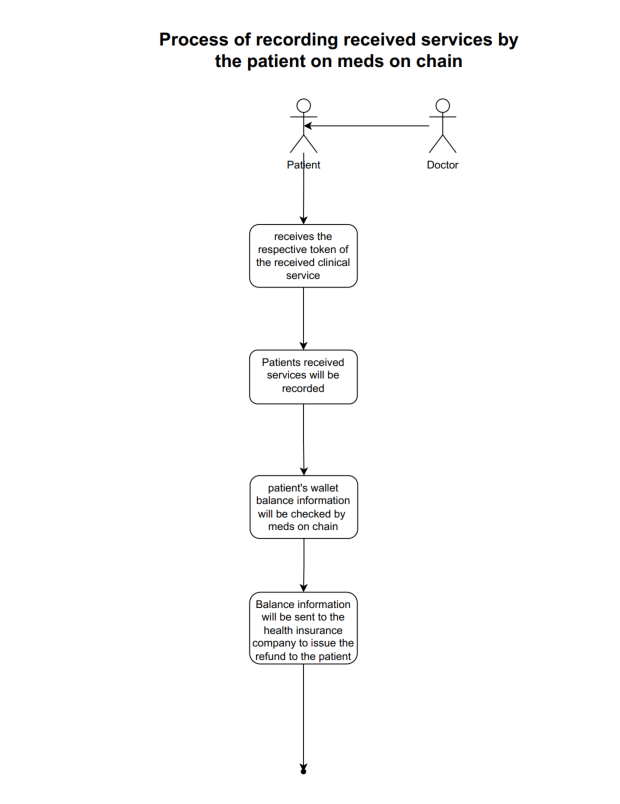 Process of recording received services by
the patient on meds on chain
Patient
Doctor
receives the
respective token of
the received clinical
service
Patients received
services will be
recorded
patient's wallet
balance information
will be checked by
meds on chain
Balance information
will be sent to the
health insurance
company to issue the
refund to the patient